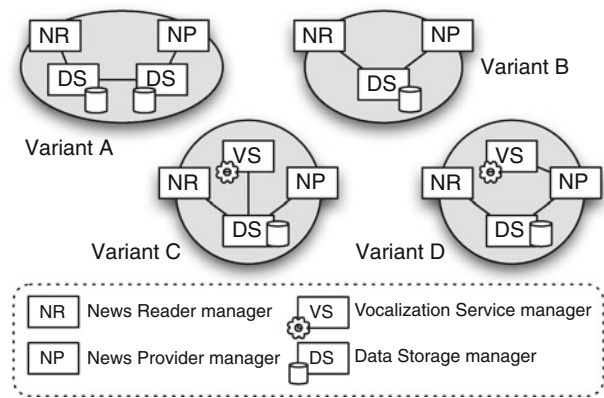 NR
NP
DS
DS
Variant A
NR
NP
DS
Variant B
VS
NR
NP
DS
Variant C
VS
NR
NP
DS
Variant D
NR News Reader manager
VS Vocalization Service manager
NP News Provider manager
DS Data Storage manager